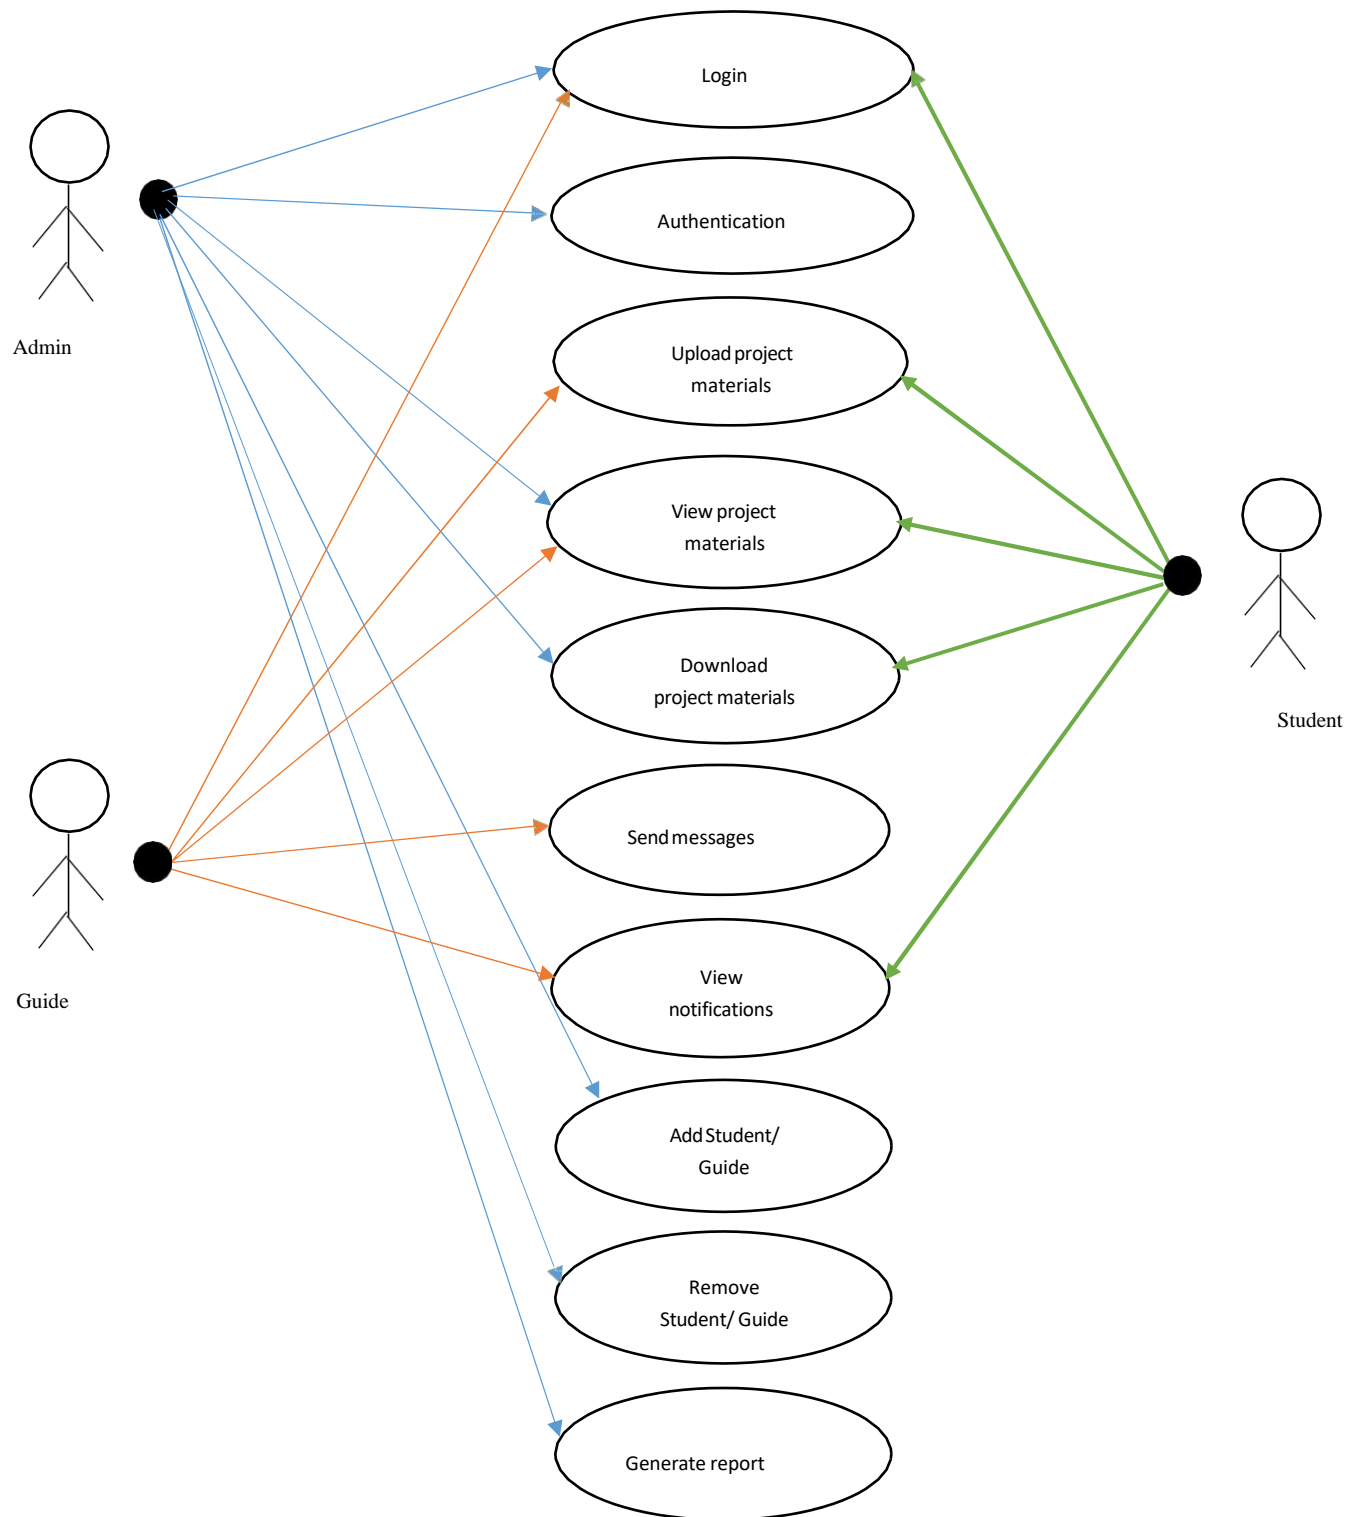 Login
Authentication
Admin
Upload project
materials
View project
materials
Download
project materials
Student
Send messages
View
notifications
Guide
Add Student/
Guide
Remove
Student/ Guide
Generate report